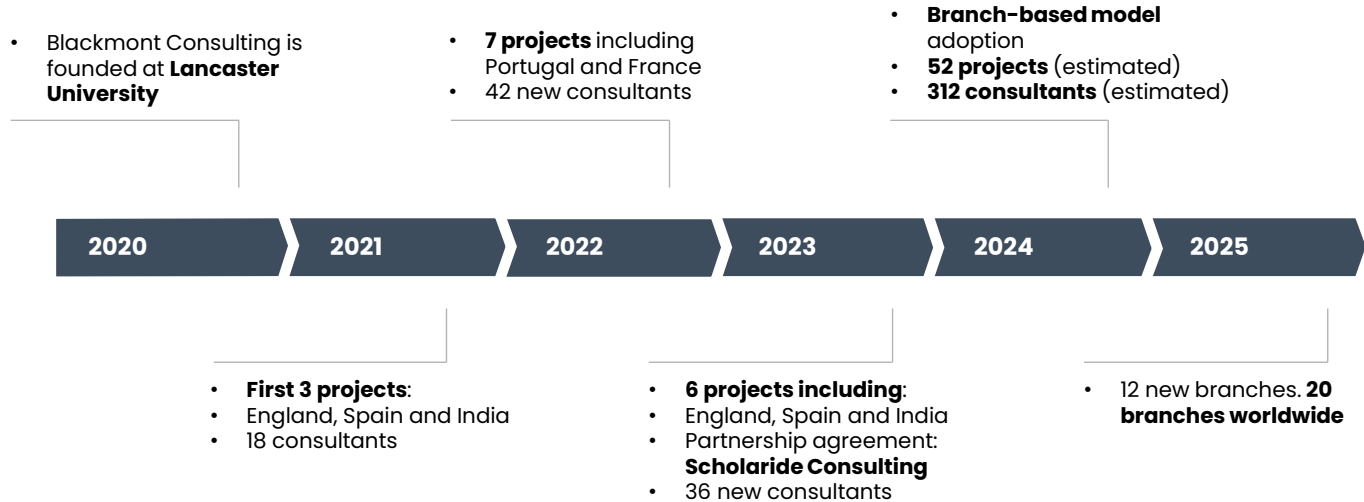 • Blackmont Consulting is
founded at Lancaster
University
• 7 projects including
Portugal and France
• 42 new consultants
• Branch-based model
adoption
• 52 projects (estimated)
• 312 consultants (estimated)
2020
2021
2022
2023
2024
2025
• First 3 projects:
• England, Spain and India
• 18 consultants
• 6 projects including:
• England, Spain and India
• Partnership agreement:
Scholaride Consulting
• 36 new consultants
• 12 new branches. 20
branches worldwide